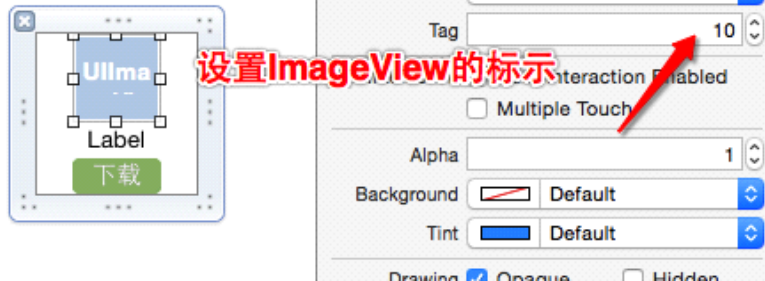 UIIma
Label
下载
Tag
10
设置ImageView的标示
Interaction Enabled
Multiple Touch
Alpha
1
Background
Default
Tint
Default
Drawing
Opaque
Hidden